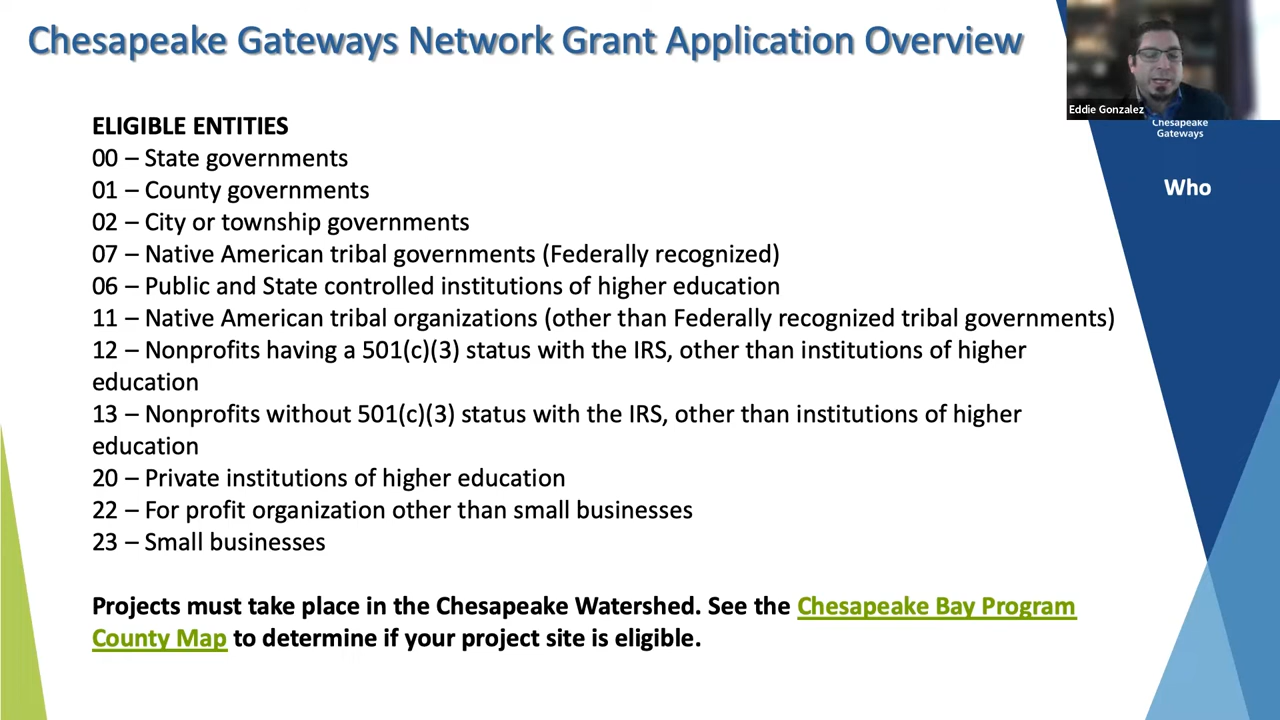 Chesapeake Gateways Network Grant Application Overview
Eddie Gonzalez
Chesapeake
Gateways
Who
ELIGIBLE ENTITIES
00 – State governments
01 – County governments
02 – City or township governments
07 – Native American tribal governments (Federally recognized)
06 – Public and State controlled institutions of higher education
11 – Native American tribal organizations (other than Federally recognized tribal governments)
12 – Nonprofits having a 501(c)(3) status with the IRS, other than institutions of higher
education
13 – Nonprofits without 501(c)(3) status with the IRS, other than institutions of higher
education
20 – Private institutions of higher education
22 – For profit organization other than small businesses
23 – Small businesses
Projects must take place in the Chesapeake Watershed. See the Chesapeake Bay Program
County Map to determine if your project site is eligible.